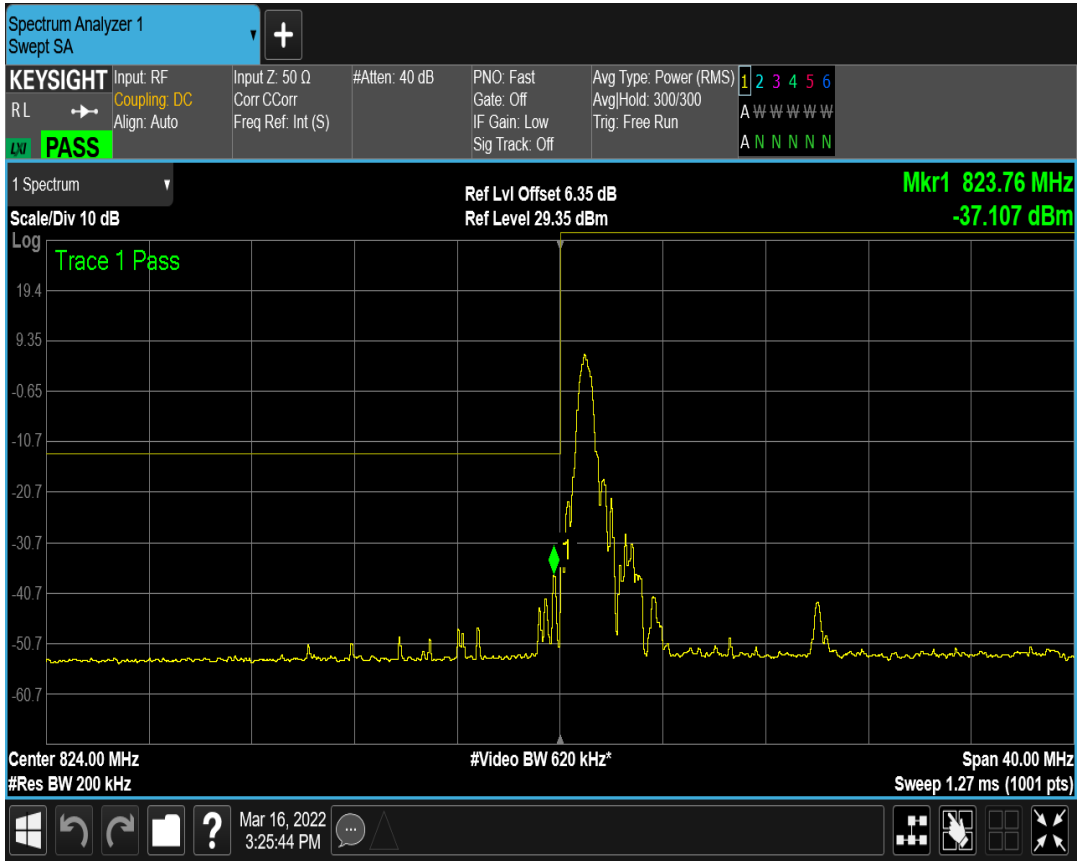 Spectrum Analyzer 1
Swept SA
+
KEYSIGHT
R L
LXI
PASS
Input: RF
Coupling: DC
Align: Auto
Input Z: 50 Ω
Corr CCorr
Freq Ref: Int (S)
#Atten: 40 dB
PNO: Fast
Gate: Off
IF Gain: Low
Sig Track: Off
Avg Type: Power (RMS)
Avg|Hold: 300/300
Trig: Free Run
1 2 3 4 5 6
A W W W W W
A N N N N N
1 Spectrum
Scale/Div 10 dB
Ref Lvl Offset 6.35 dB
Ref Level 29.35 dBm
Mkr1 823.76 MHz
-37.107 dBm
Log
Trace 1 Pass
19.4
9.35
-0.65
-10.7
-20.7
-30.7
1
-40.7
-50.7
-60.7
Center 824.00 MHz
#Res BW 200 kHz
#Video BW 620 kHz*
Span 40.00 MHz
Sweep 1.27 ms (1001 pts)
?
Mar 16, 2022
3:25:44 PM